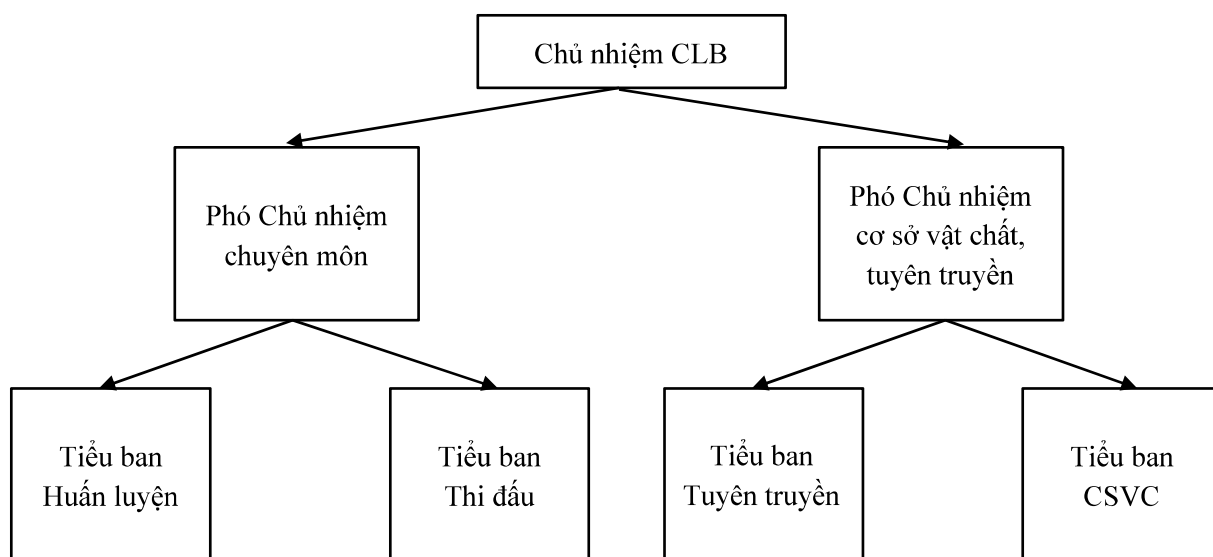 Chủ nhiệm CLB
Phó Chủ nhiệm
chuyên môn
Phó Chủ nhiệm
cơ sở vật chất,
tuyên truyền
Tiểu ban
Huấn luyện
Tiểu ban
Thi đấu
Tiểu ban
Tuyên truyền
Tiểu ban
CSVC